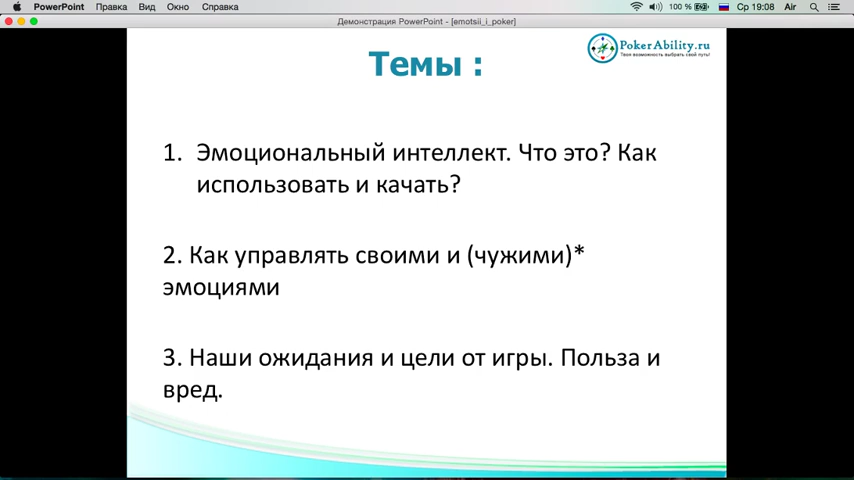 PowerPoint Правка Вид Окно Справка 100 % Ср 19:08 Air
Демонстрация PowerPoint - [emotsii_i_poker]
PokerAbility.ru
Твоя возможность выбрать свой путь!
Темы :
1. Эмоциональный интеллект. Что это? Как
использовать и качать?
2. Как управлять своими и (чужими)*
эмоциями
3. Наши ожидания и цели от игры. Польза и
вред.